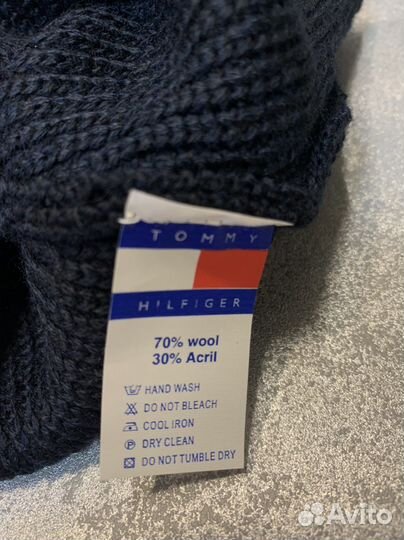 TOMMY
HILFIGER
70% wool
30% Acril
HAND WASH
DO NOT BLEACH
COOL IRON
DRY CLEAN
DO NOT TUMBLE DRY
Avito